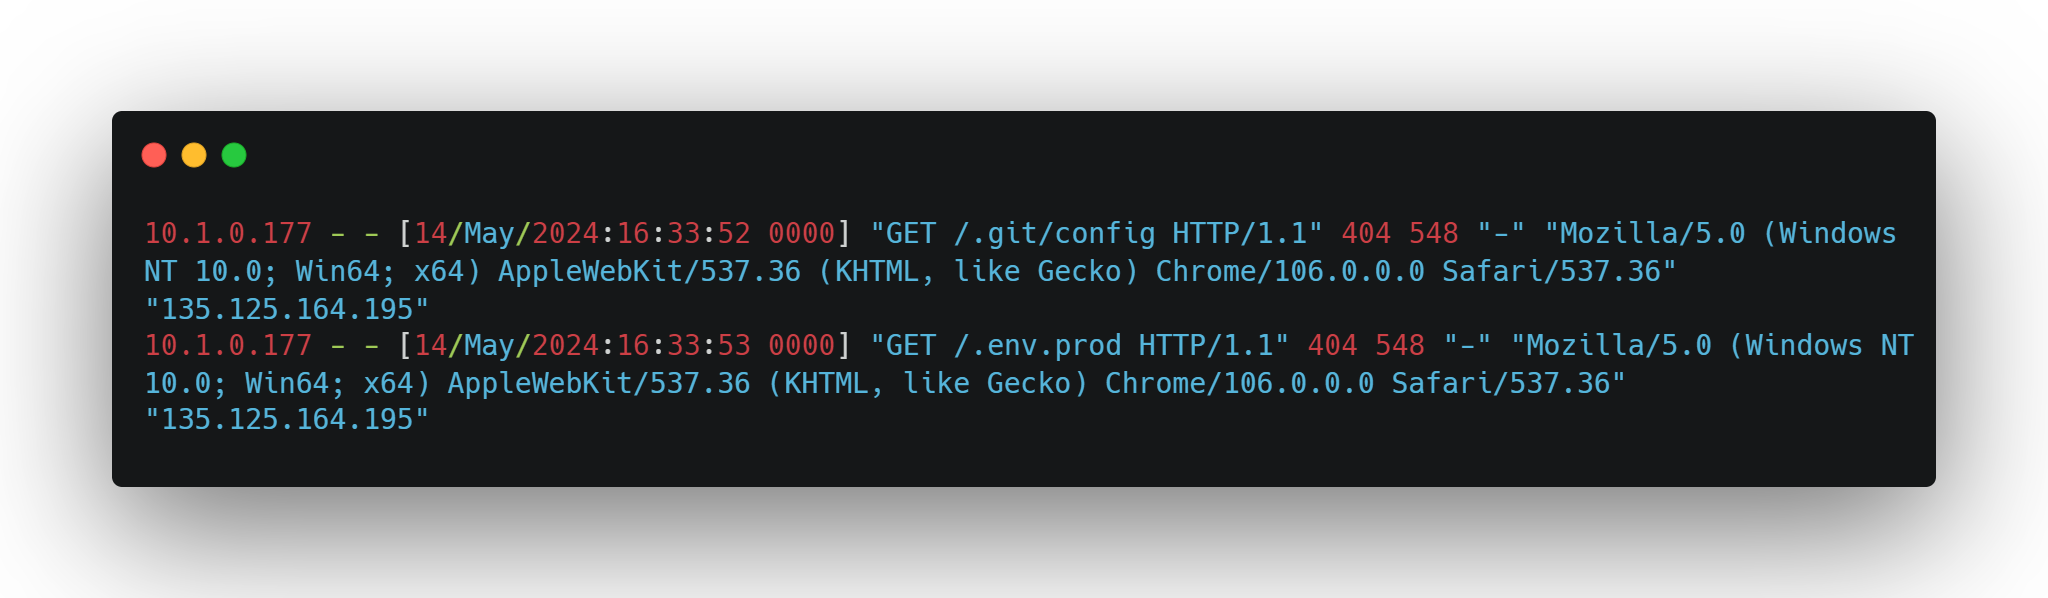 10.1.0.177 - - [14/May/2024:16:33:52 0000] "GET /.git/config HTTP/1.1" 404 548 "-" "Mozilla/5.0 (Windows
NT 10.0; Win64; x64) AppleWebKit/537.36 (KHTML, like Gecko) Chrome/106.0.0.0 Safari/537.36"
"135.125.164.195"
10.1.0.177 - - [14/May/2024:16:33:53 0000] "GET /.env.prod HTTP/1.1" 404 548 "-" "Mozilla/5.0 (Windows NT
10.0; Win64; x64) AppleWebKit/537.36 (KHTML, like Gecko) Chrome/106.0.0.0 Safari/537.36"
"135.125.164.195"